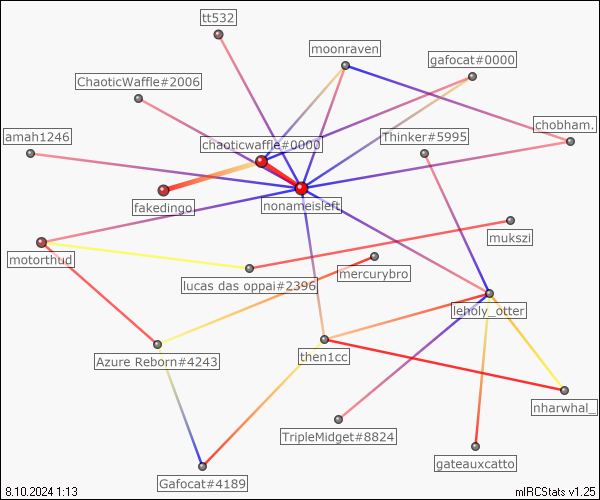 tt532
moonraven
gafocat#0000
ChaoticWaffle#2006
chobham.
amah1246
chaoticwaffle#0000
Thinker#5995
fakedingo
nonameisleft
mukszi
motorthud
lucas das oppai#2396
mercurybro
leholy_otter
Azure Reborn#4243
then1cc
nharwhal_
TripleMidget#8824
gateauxcatto
Gafocat#4189
8.10.2024 1:13
mIRCStats v1.25